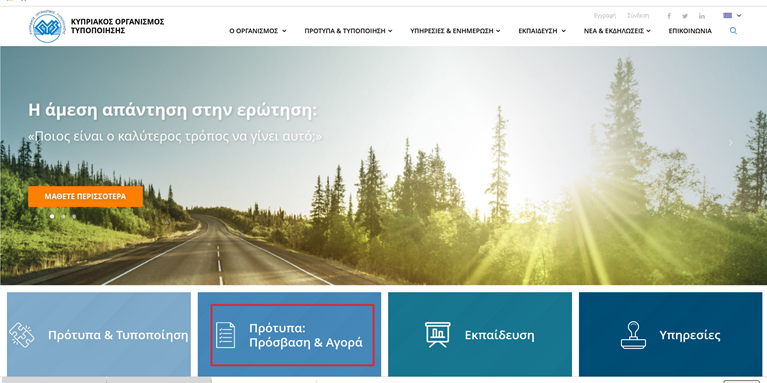 Εγγραφή Σύνδεση
ΚΥΠΡΙΑΚΟΣ ΟΡΓΑΝΙΣΜΟΣ
ΤΥΠΟΠΟΙΗΣΗΣ
Ο ΟΡΓΑΝΙΣΜΟΣ ΠΡΟΤΥΠΑ & ΤΥΠΟΠΟΙΗΣΗ ΥΠΗΡΕΣΙΕΣ & ΕΝΗΜΕΡΩΣΗ ΕΚΠΑΙΔΕΥΣΗ ΝΕΑ & ΕΚΔΗΛΩΣΕΙΣ ΕΠΙΚΟΙΝΩΝΙΑ
Η άμεση απάντηση στην ερώτηση:
«Ποιος είναι ο καλύτερος τρόπος να γίνει αυτό;»
ΜΑΘΕΤΕ ΠΕΡΙΣΣΟΤΕΡΑ
Πρότυπα & Τυποποίηση
Πρότυπα:
Πρόσβαση & Αγορά
Εκπαίδευση
Υπηρεσίες